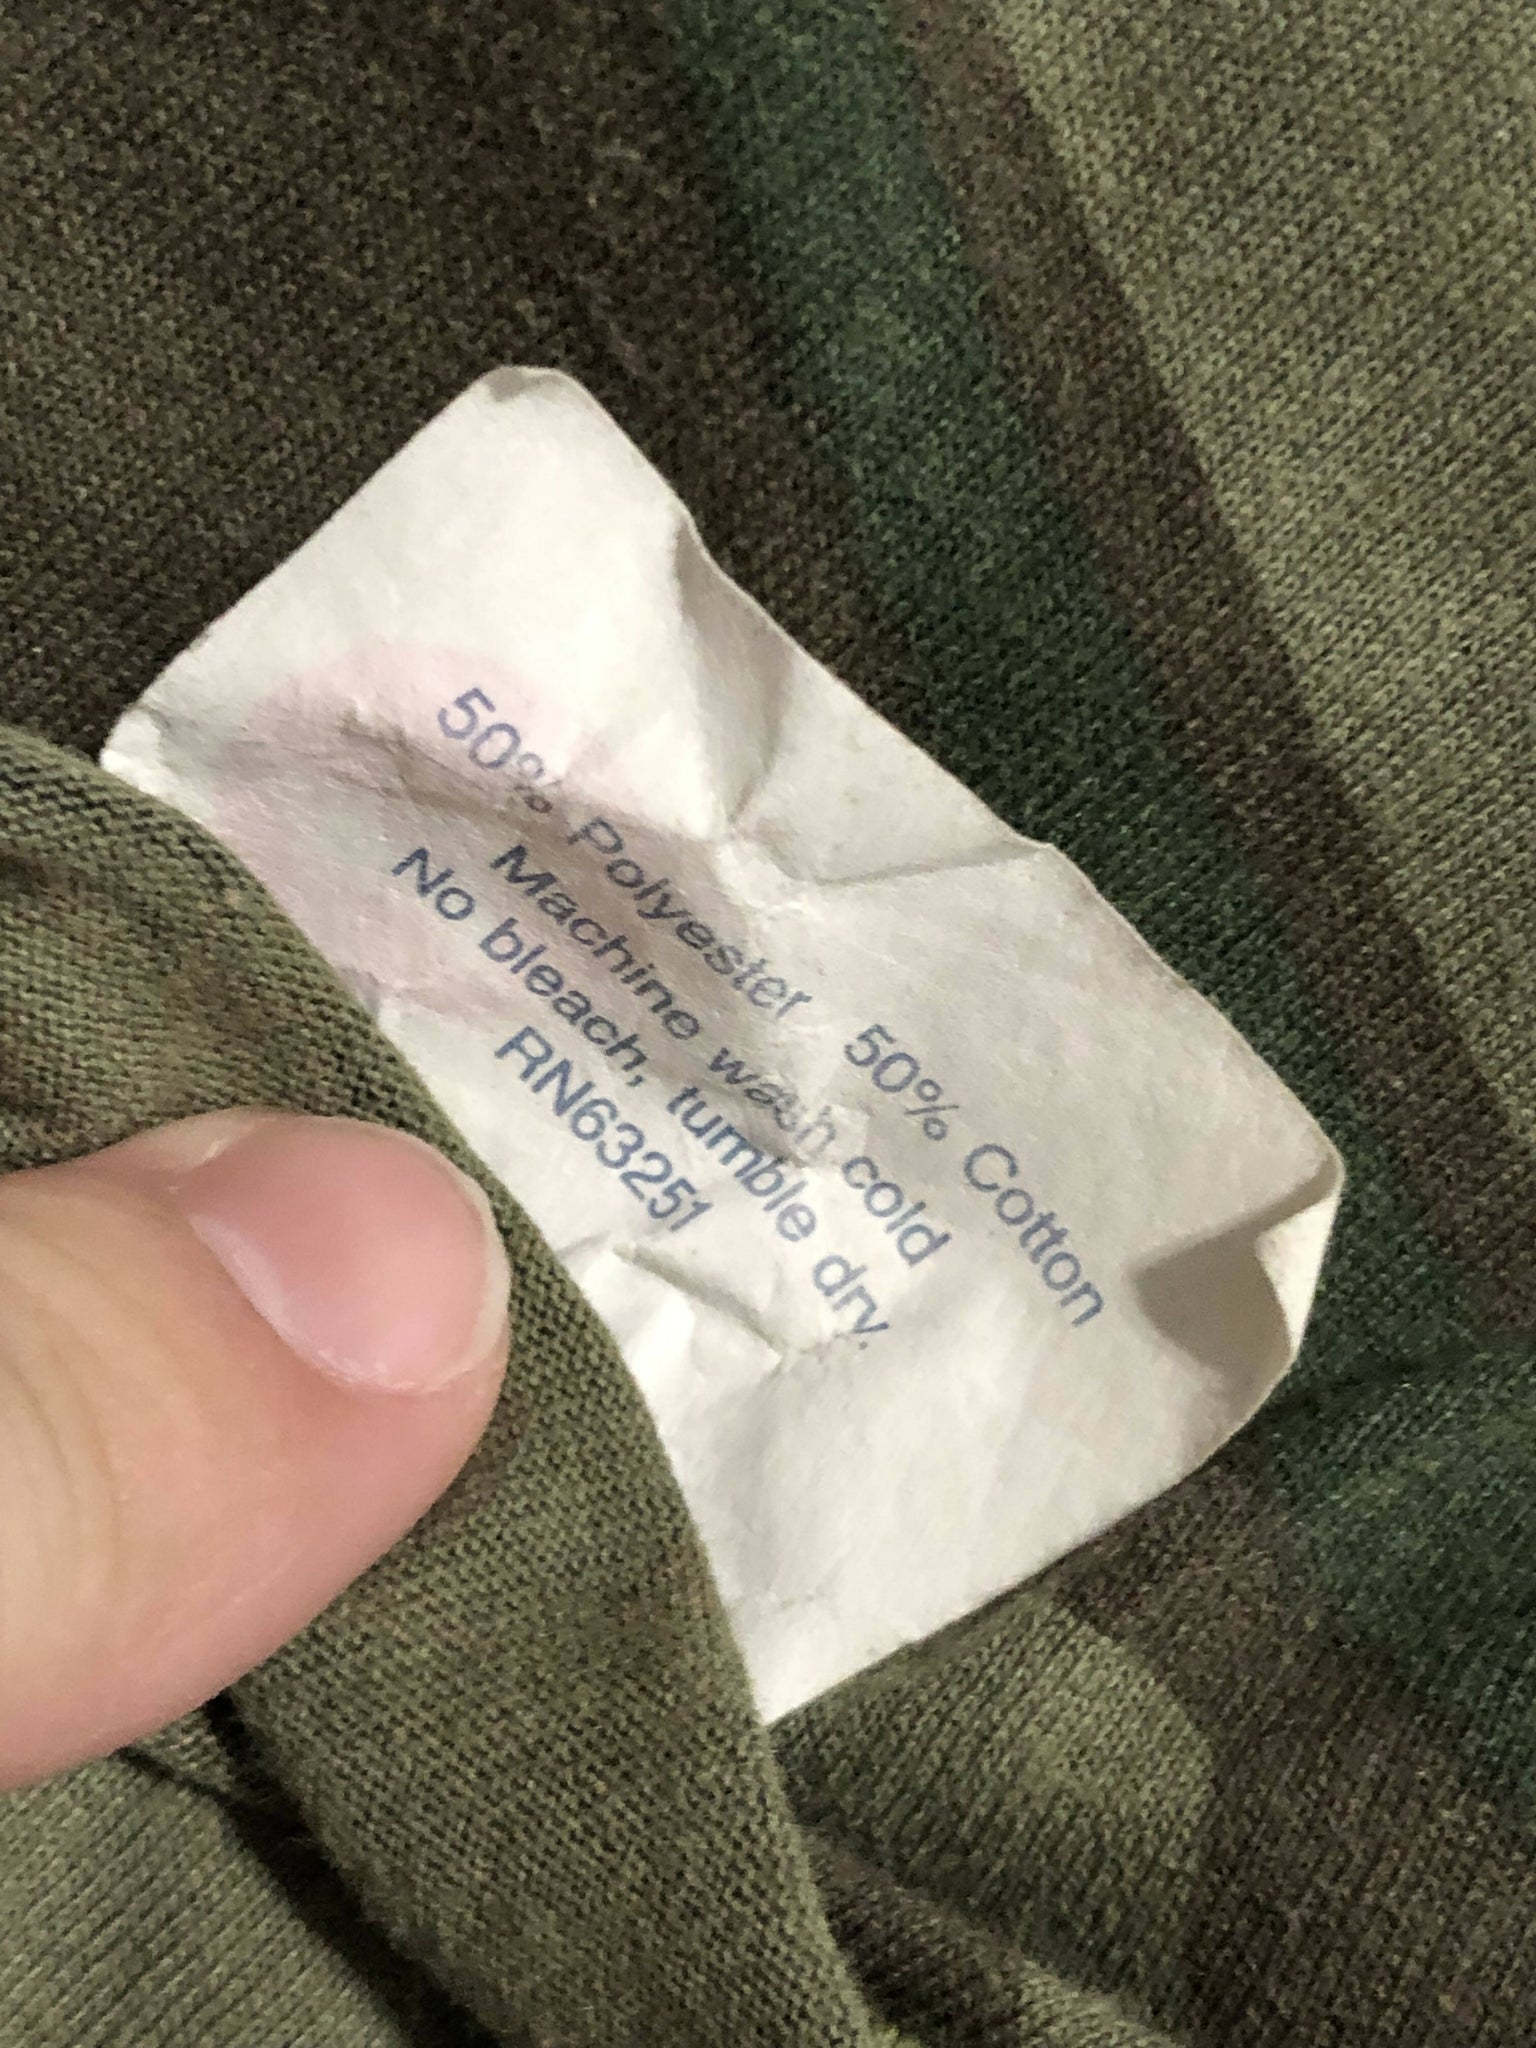 50% Polyester 50% Cotton
Machine wash cold
No bleach, tumble dry.
RN63251